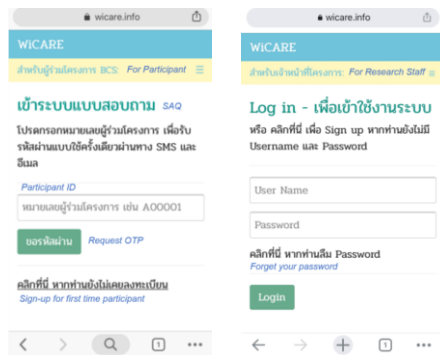 wicare.info
WiCARE
สำหรับผู้ร่วมโครงการ BCS: For Participant
เข้าระบบแบบสอบถาม SAQ
โปรดกรอกหมายเลขผู้ร่วมโครงการ เพื่อรับ
รหัสผ่านแบบใช้ครั้งเดียวผ่านทาง SMS และ
อีเมล
Participant ID
หมายเลขผู้ร่วมโครงการ เช่น A00001
ขอรหัสผ่าน Request OTP
คลิกที่นี่ หากท่านยังไม่เคยลงทะเบียน
Sign-up for first time participant
1
wicare.info
WiCARE
สำหรับเจ้าหน้าที่โครงการ: For Research Staff
Log in - เพื่อเข้าใช้งานระบบ
หรือ คลิกที่นี่ เพื่อ Sign up หากท่านยังไม่มี
Username และ Password
User Name
Password
คลิกที่นี่ หากท่านลืม Password
Forget your password
Login
1